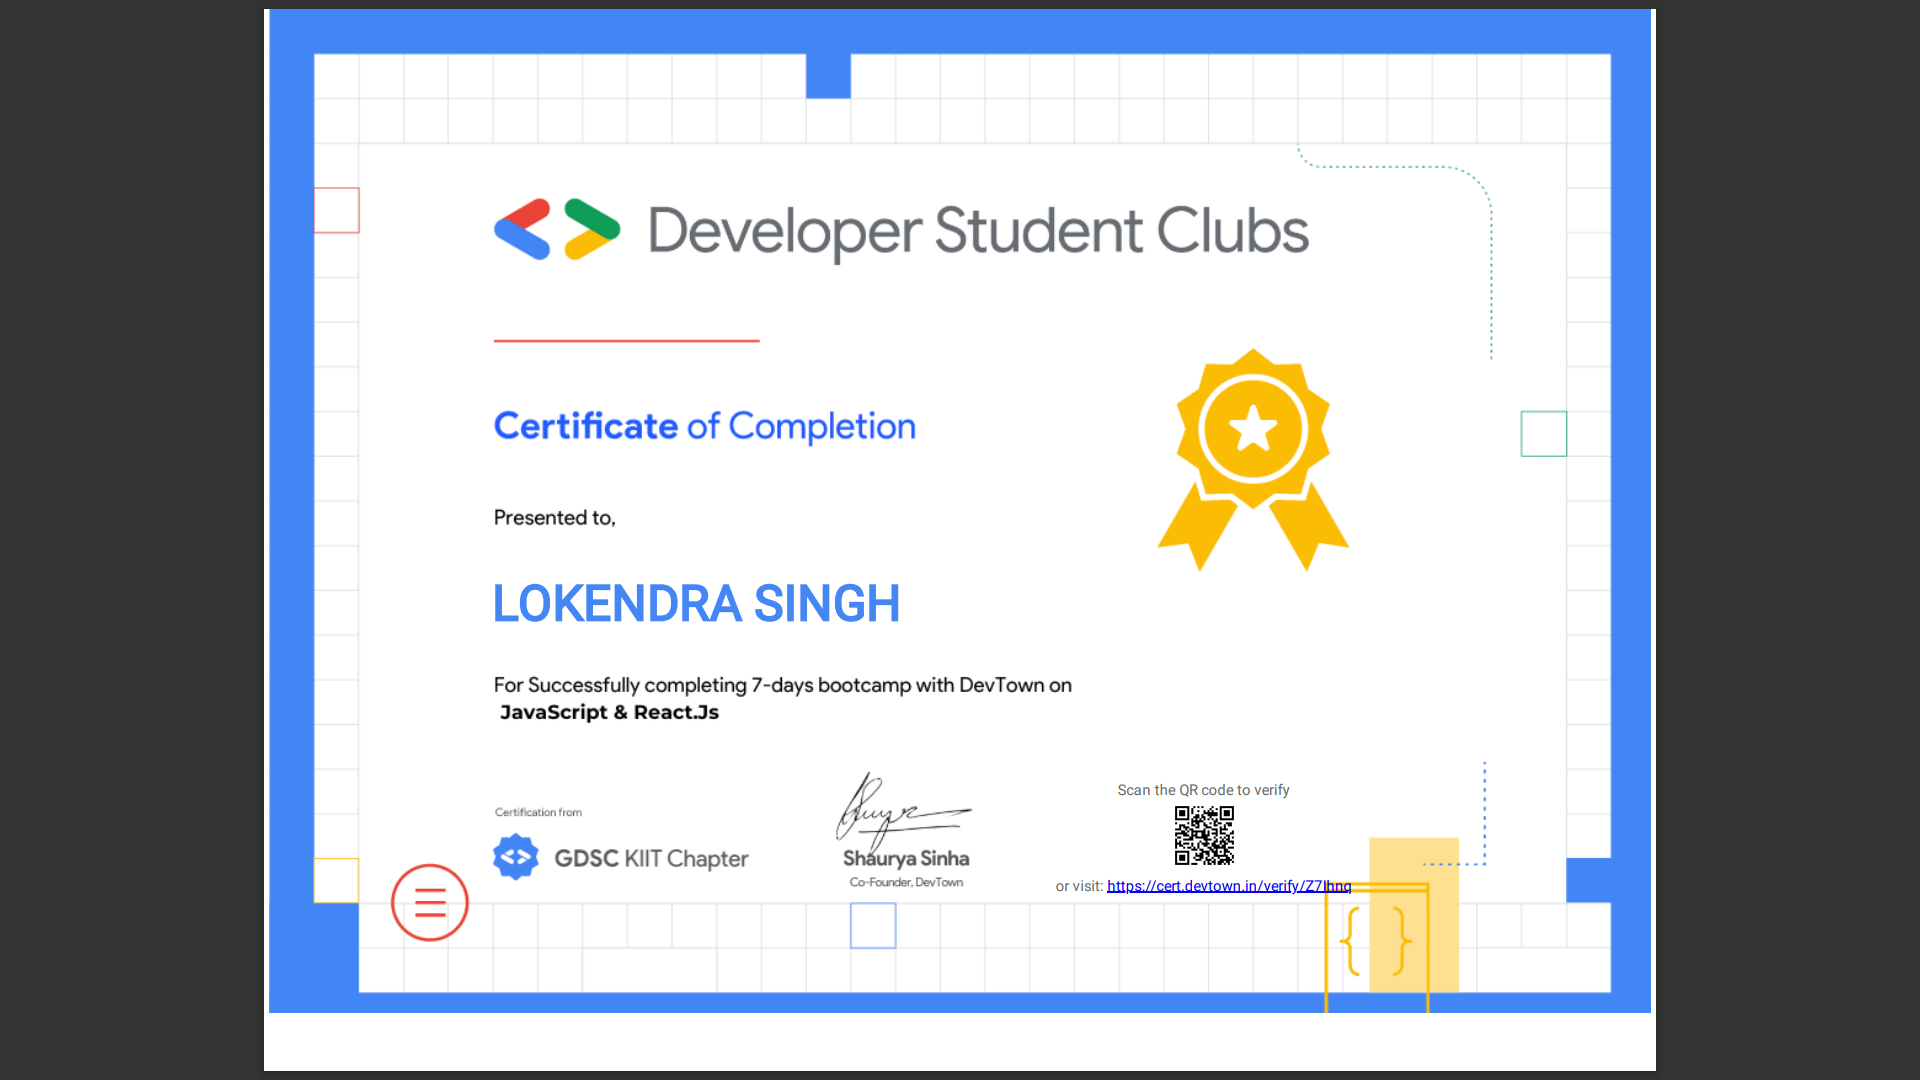 Developer Student Clubs
Certificate of Completion
Presented to,
LOKENDRA SINGH
For Successfully completing 7-days bootcamp with DevTown on
JavaScript & React.Js
Certification from
GDSC KIIT Chapter
Shaurya Sinha
Co-Founder, DevTown
Scan the QR code to verify
or visit: https://cert.devtown.in/verify/Z7Ihnq
{ }